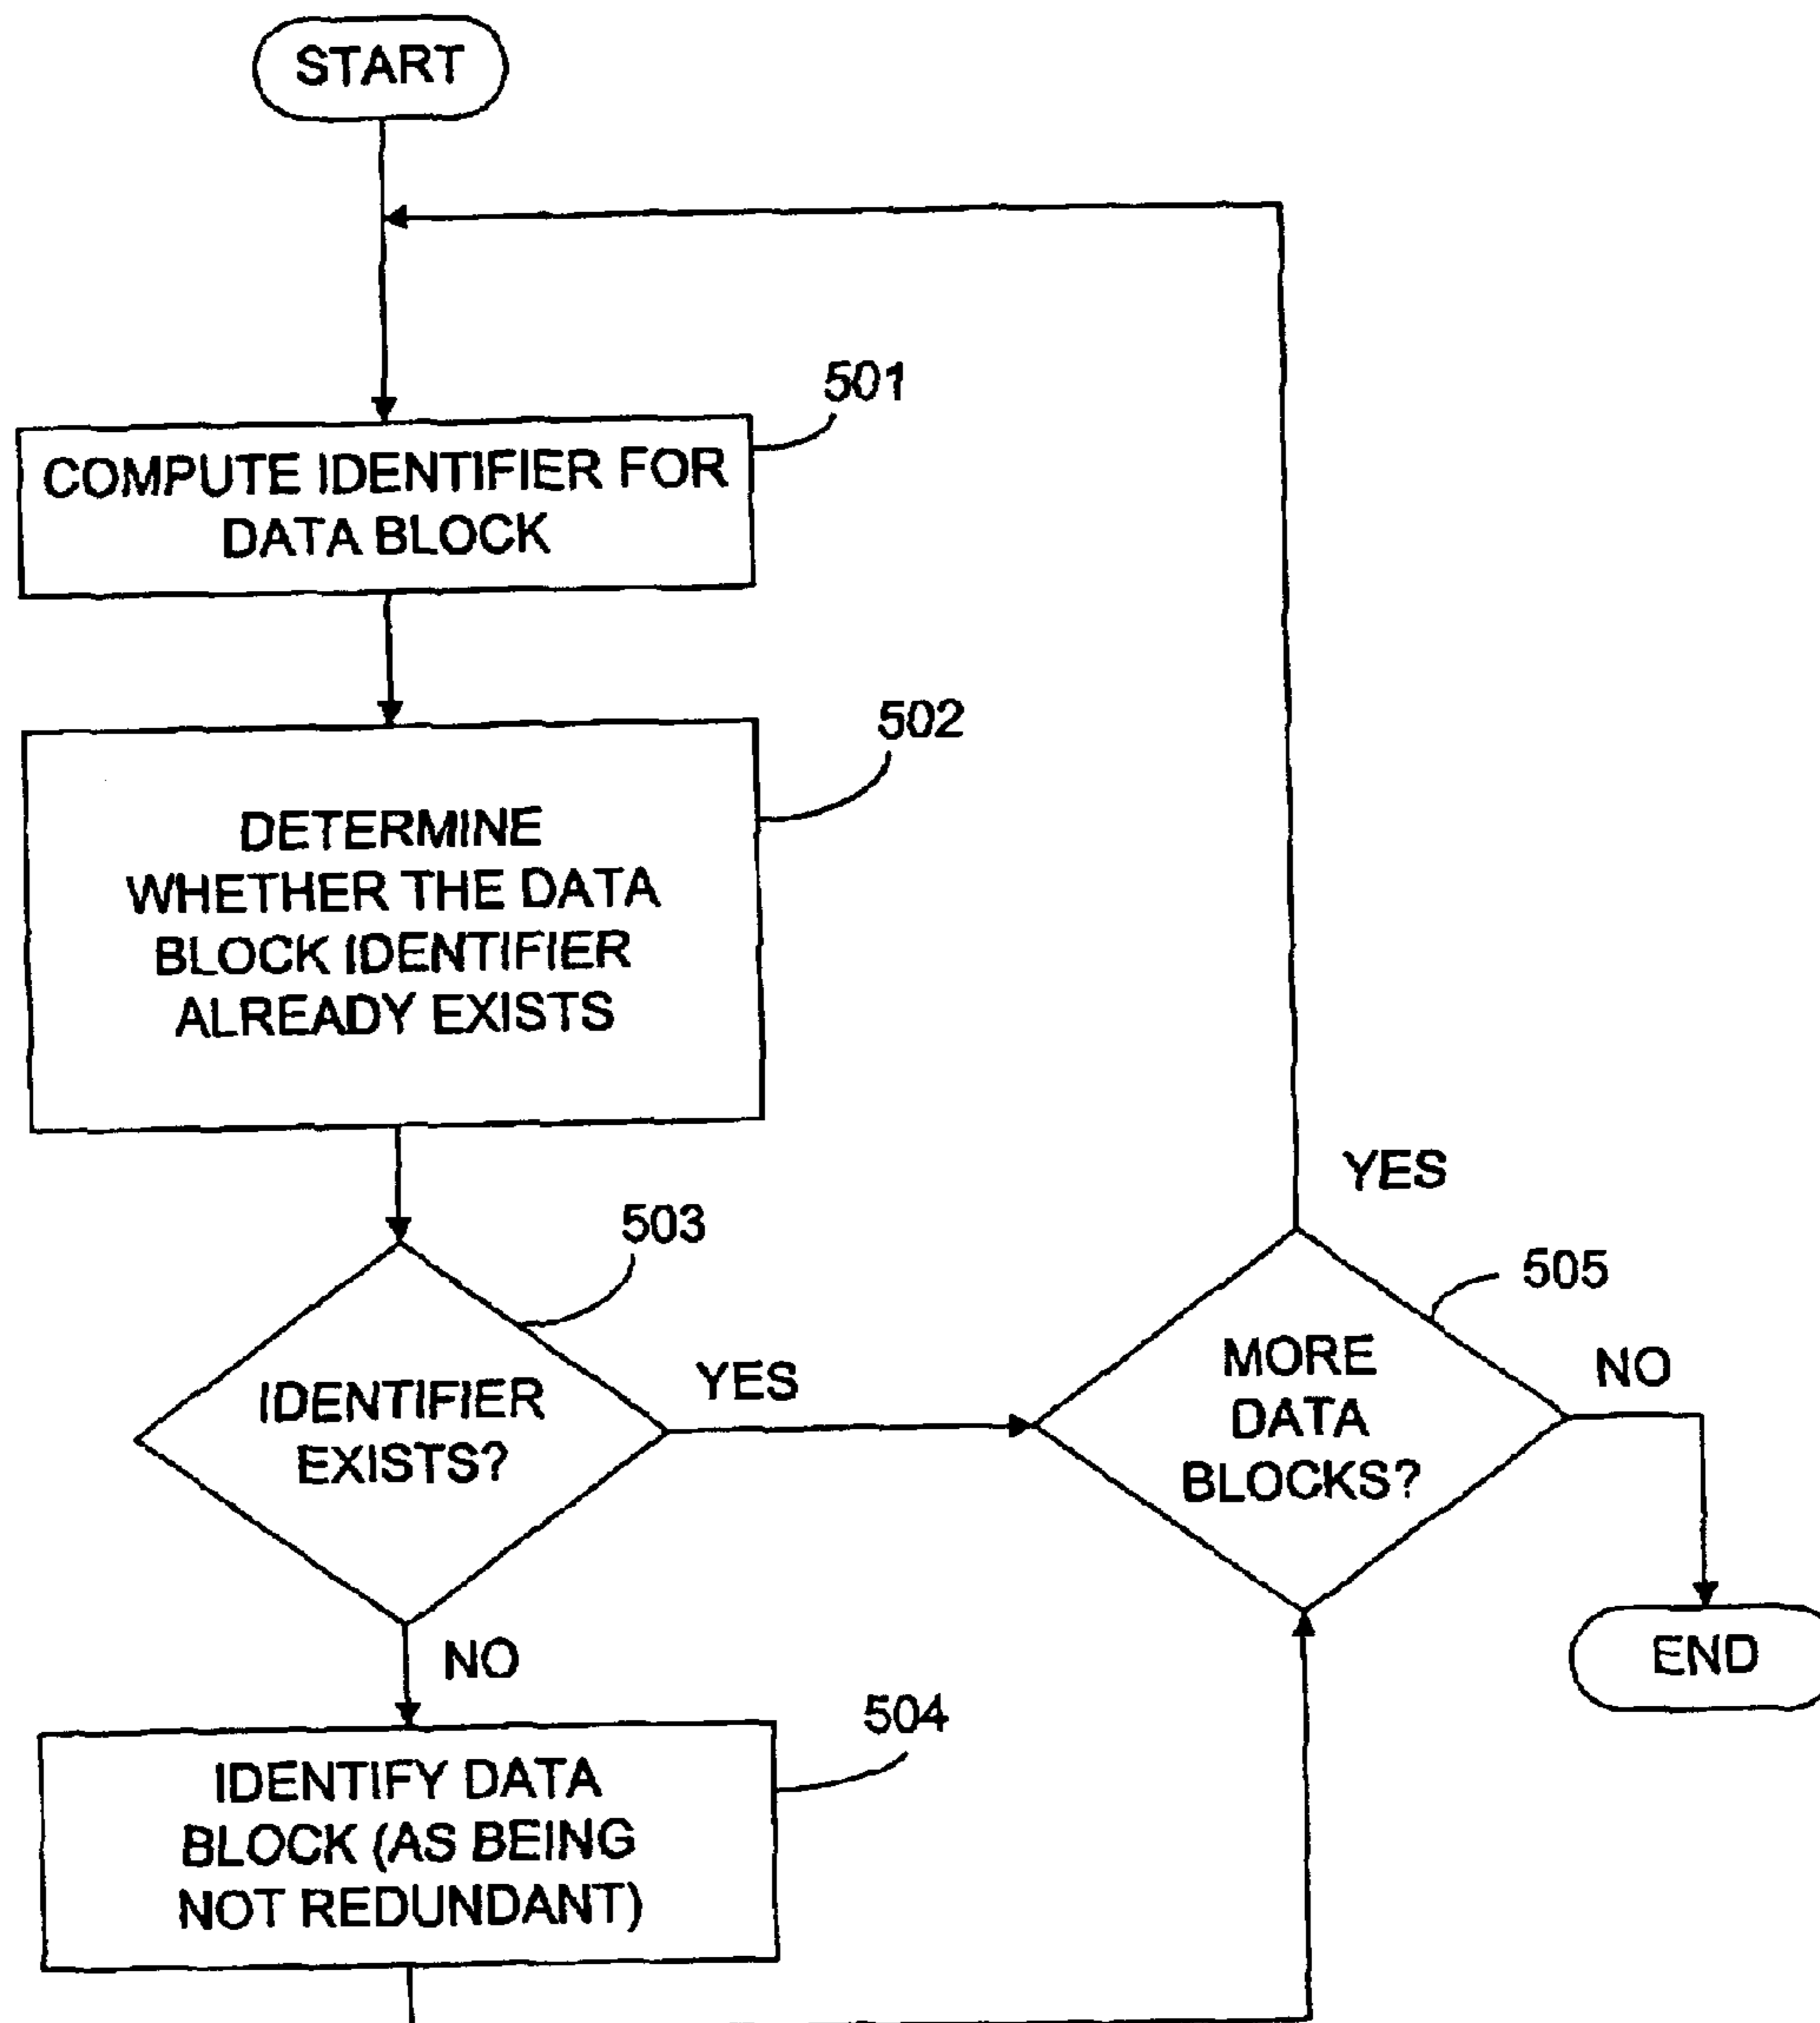 START
501
COMPUTE IDENTIFIER FOR
DATA BLOCK
502
DETERMINE
WHETHER THE DATA
BLOCK IDENTIFIER
ALREADY EXISTS
503
IDENTIFIER
EXISTS?
YES
NO
504
IDENTIFY DATA
BLOCK (AS BEING
NOT REDUNDANT)
YES
505
MORE
DATA
BLOCKS?
NO
END